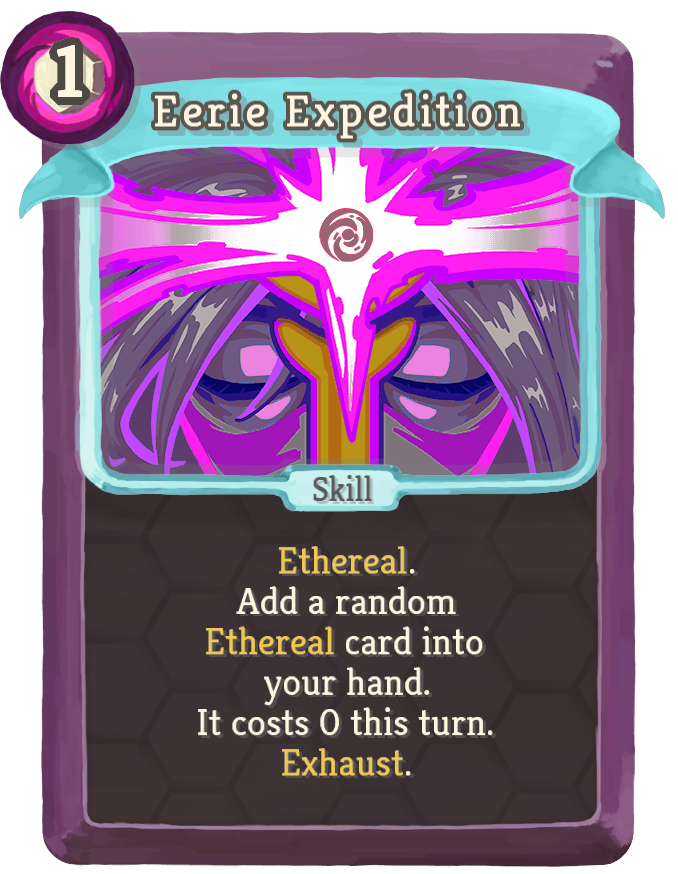 1
Eerie Expedition
Skill
Ethereal.
Add a random
Ethereal card into
your hand.
It costs 0 this turn.
Exhaust.